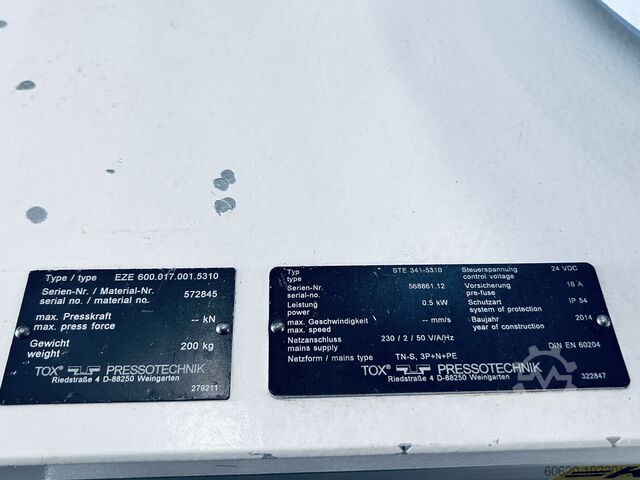 Type / type EZE 600.017.001.5310
Serien-Nr. / Material-Nr.
serial no. / material no. 572845
max. Presskraft
max. press force -- kN
Gewicht
weight 200 kg
TOX® PRESSOTECHNIK
Riedstraße 4 D-88250 Weingarten
279211
Typ
type STE 341-5310
Serien-Nr.
serial-no. 568861.12
Leistung
power 0.5 kW
max. Geschwindigkeit
max. speed -- mm/s
Netzanschluss
mains supply 230 / 2 / 50 V/A/Hz
Netzform / mains type TN-S, 3P+N+PE
Steuerspannung
control voltage 24 VDC
Versicherung
pre-fuse 16 A
Schutzart
system of protection IP 54
Baujahr
year of construction 2014
DIN EN 60204
TOX® PRESSOTECHNIK
Riedstraße 4 D-88250 Weingarten
322847